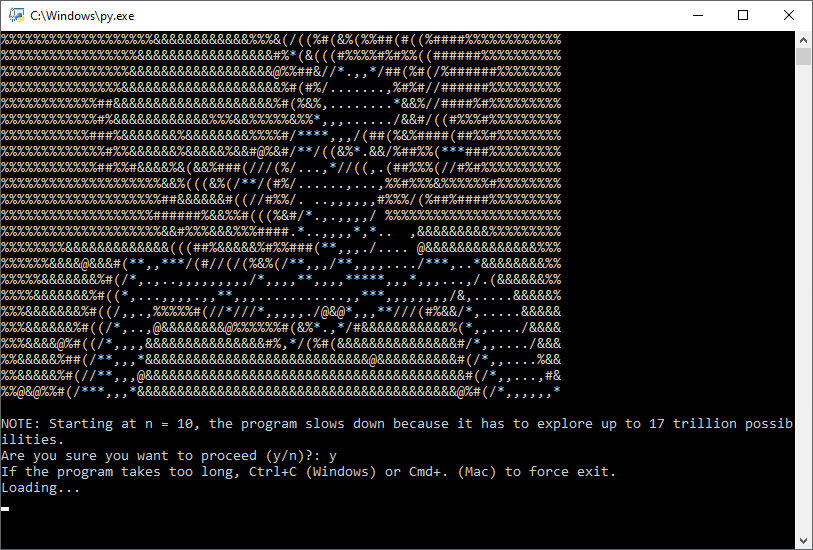 C:\Windows\py.exe
NOTE: Starting at n = 10, the program slows down because it has to explore up to 17 trillion possib
ilities.
Are you sure you want to proceed (y/n)?: y
If the program takes too long, Ctrl+C (Windows) or Cmd+. (Mac) to force exit.
Loading...